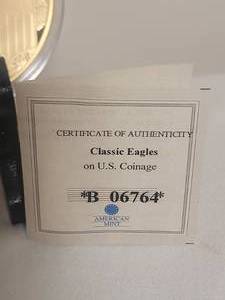 CERTIFICATE OF AUTHENTICITY
Classic Eagles
on U.S. Coinage
*B 06764*
AMERICAN
MINT